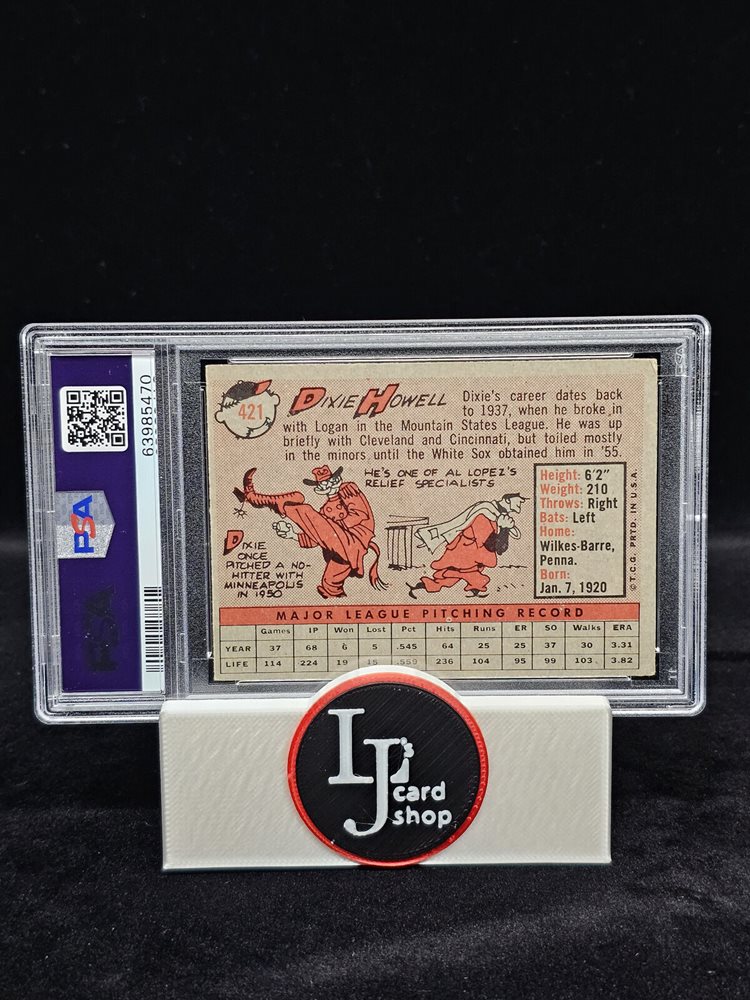 63985470
PSA
PSA
421
DIXIE HOWELL
Dixie's career dates back
to 1937, when he broke in
with Logan in the Mountain States League. He was up
briefly with Cleveland and Cincinnati, but toiled mostly
in the minors until the White Sox obtained him in '55.
HE'S ONE OF AL LOPEZ'S
RELIEF SPECIALISTS
DIXIE
ONCE
PITCHED A NO-
HITTER WITH
MINNEAPOLIS
IN 1950
Height: 6'2"
Weight: 210
Throws: Right
Bats: Left
Home:
Wilkes-Barre,
Penna.
Born:
Jan. 7, 1920
© T.C.G. PRTD. IN U.S.A.
MAJOR LEAGUE PITCHING RECORD
Games IP Won Lost Pct Hits Runs ER SO Walks ERA
YEAR 37 68 6 5 .545 64 25 25 37 30 3.31
LIFE 114 224 19 15 .559 236 104 95 99 103 3.82
LJ's
card
shop